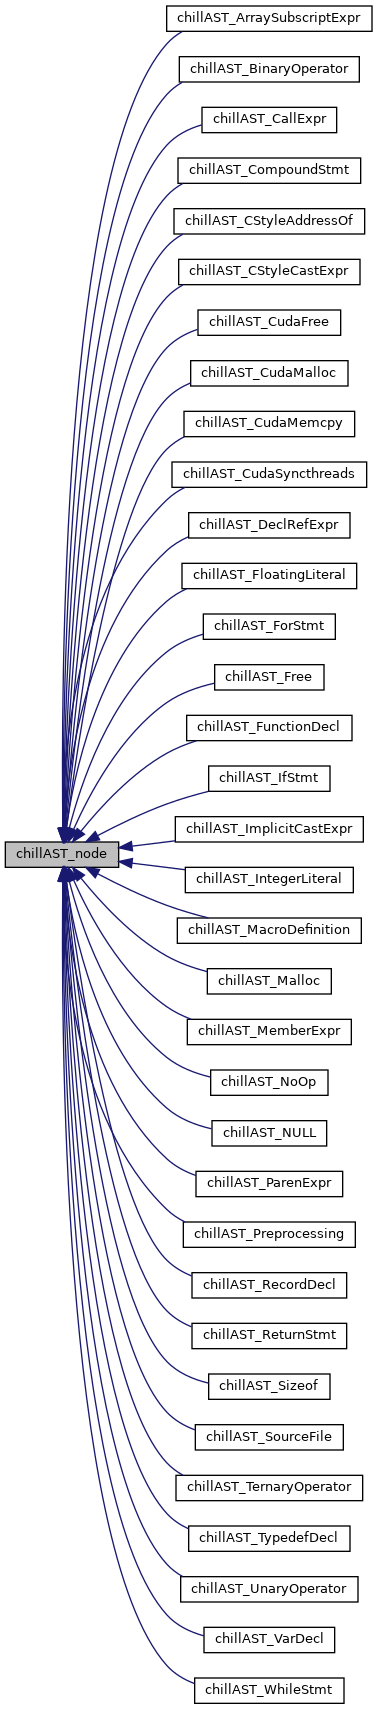 chillAST_ArraySubscriptExpr
chillAST_BinaryOperator
chillAST_CallExpr
chillAST_CompoundStmt
chillAST_CStyleAddressOf
chillAST_CStyleCastExpr
chillAST_CudaFree
chillAST_CudaMalloc
chillAST_CudaMemcpy
chillAST_CudaSyncthreads
chillAST_DeclRefExpr
chillAST_FloatingLiteral
chillAST_ForStmt
chillAST_Free
chillAST_FunctionDecl
chillAST_IfStmt
chillAST_ImplicitCastExpr
chillAST_node
chillAST_IntegerLiteral
chillAST_MacroDefinition
chillAST_Malloc
chillAST_MemberExpr
chillAST_NoOp
chillAST_NULL
chillAST_ParenExpr
chillAST_Preprocessing
chillAST_RecordDecl
chillAST_ReturnStmt
chillAST_Sizeof
chillAST_SourceFile
chillAST_TernaryOperator
chillAST_TypedefDecl
chillAST_UnaryOperator
chillAST_VarDecl
chillAST_WhileStmt